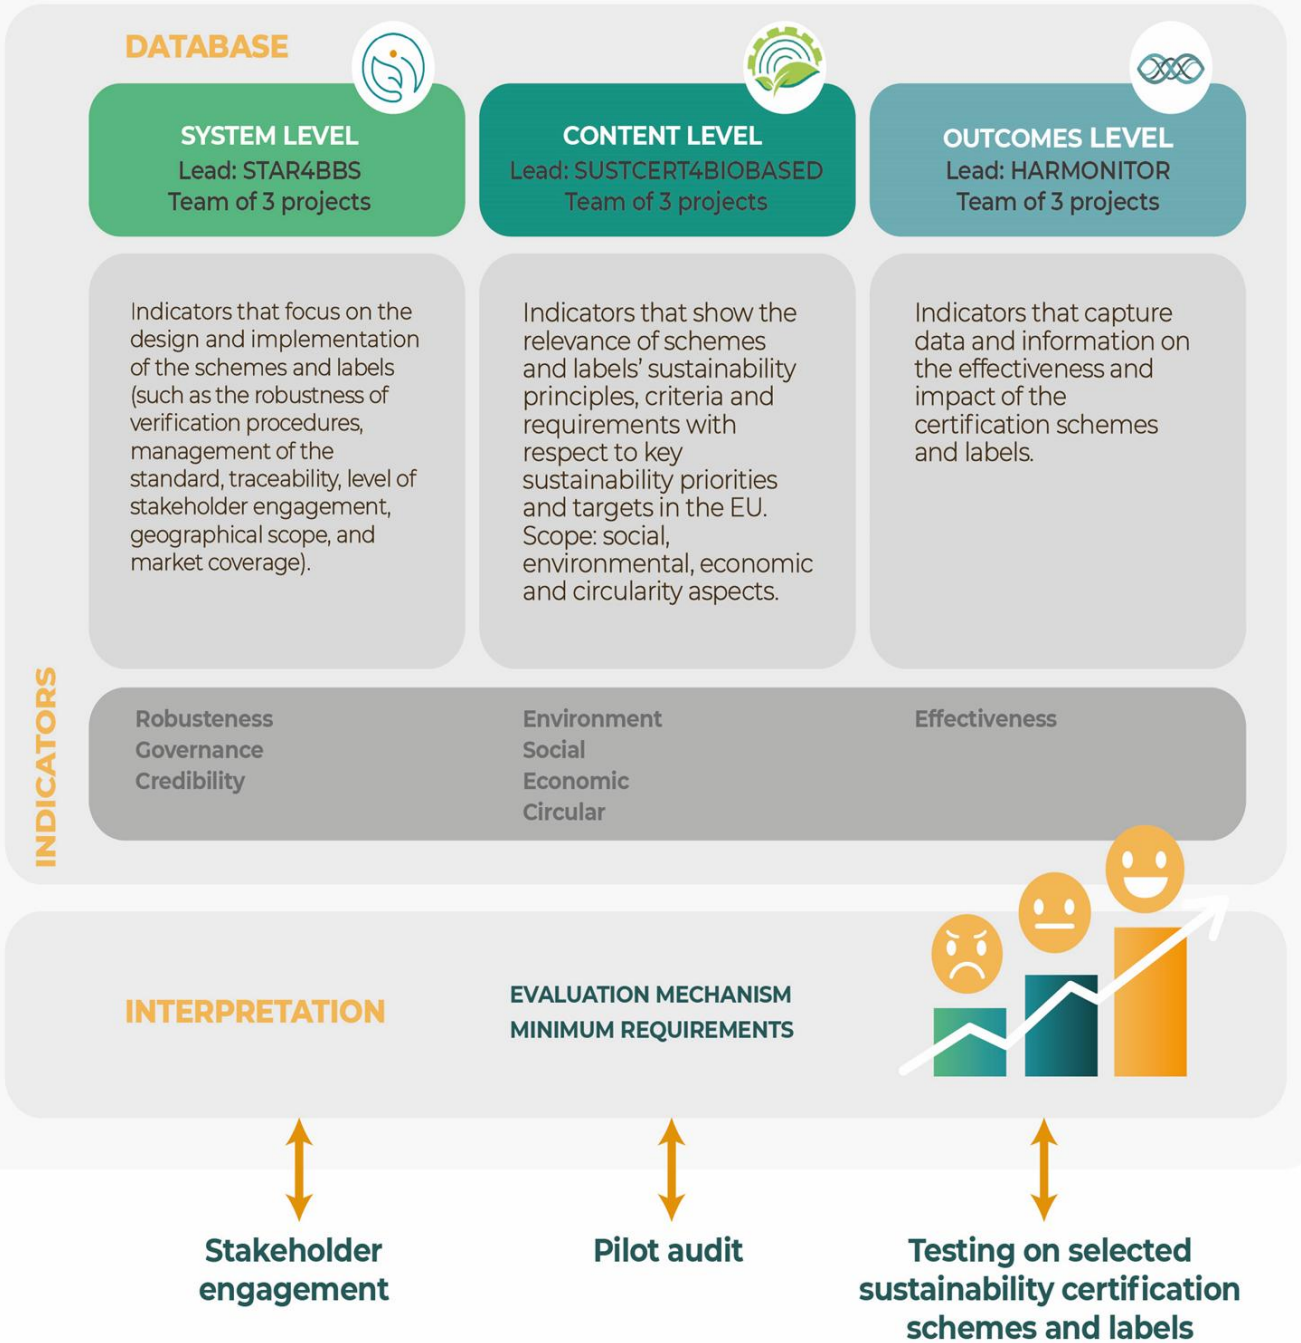 DATABASE
SYSTEM LEVEL
Lead: STAR4BBS
Team of 3 projects
CONTENT LEVEL
Lead: SUSTCERT4BIOBASED
Team of 3 projects
OUTCOMES LEVEL
Lead: HARMONITOR
Team of 3 projects
Indicators that focus on the
design and implementation
of the schemes and labels
(such as the robustness of
verification procedures,
management of the
standard, traceability, level of
stakeholder engagement,
geographical scope, and
market coverage).
Indicators that show the
relevance of schemes
and labels’ sustainability
principles, criteria and
requirements with
respect to key
sustainability priorities
and targets in the EU.
Scope: social,
environmental, economic
and circularity aspects.
Indicators that capture
data and information on
the effectiveness and
impact of the
certification schemes
and labels.
INDICATORS
Robusteness
Governance
Credibility
Environment
Social
Economic
Circular
Effectiveness
INTERPRETATION
EVALUATION MECHANISM
MINIMUM REQUIREMENTS
Stakeholder
engagement
Pilot audit
Testing on selected
sustainability certification
schemes and labels